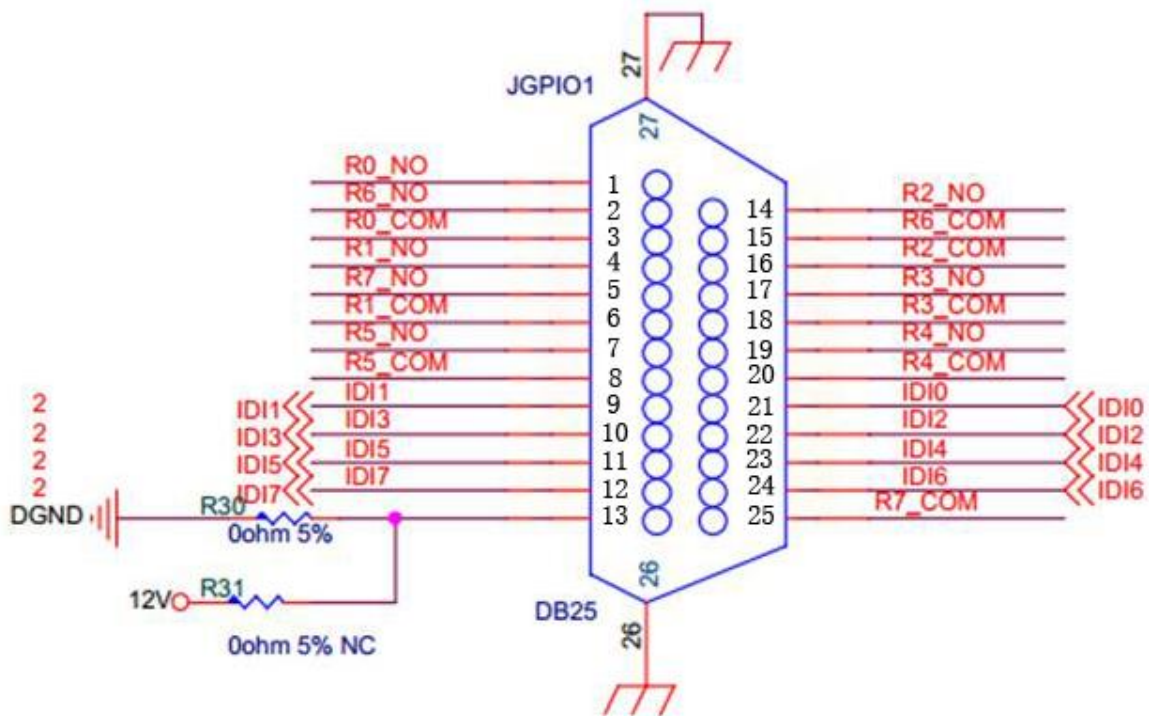 27
JGPIO1
27
R0_NO
1
R6_NO
2
R0_COM
3
R1_NO
4
R7_NO
5
R1_COM
6
R5_NO
7
R5_COM
8
2
IDI1
IDI1
9
2
IDI3
IDI3
10
2
IDI5
IDI5
11
2
IDI7
IDI7
12
DGND
R30
0ohm 5%
13
12V
R31
0ohm 5% NC
14
R2_NO
15
R6_COM
16
R2_COM
17
R3_NO
18
R3_COM
19
R4_NO
20
R4_COM
21
IDI0
IDI0
22
IDI2
IDI2
23
IDI4
IDI4
24
IDI6
IDI6
25
R7_COM
26
DB25
26